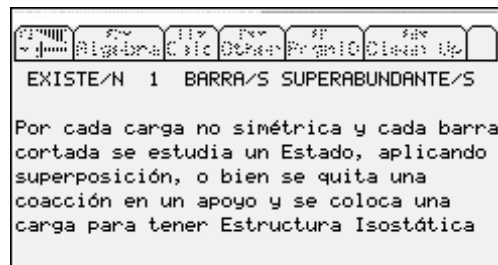 Algebra Calc Other PrgmIO Clean Up
EXISTE/N 1 BARRA/S SUPERABUNDANTE/S
Por cada carga no simétrica y cada barra
cortada se estudia un Estado, aplicando
superposición, o bien se quita una
coacción en un apoyo y se coloca una
carga para tener Estructura Isostática